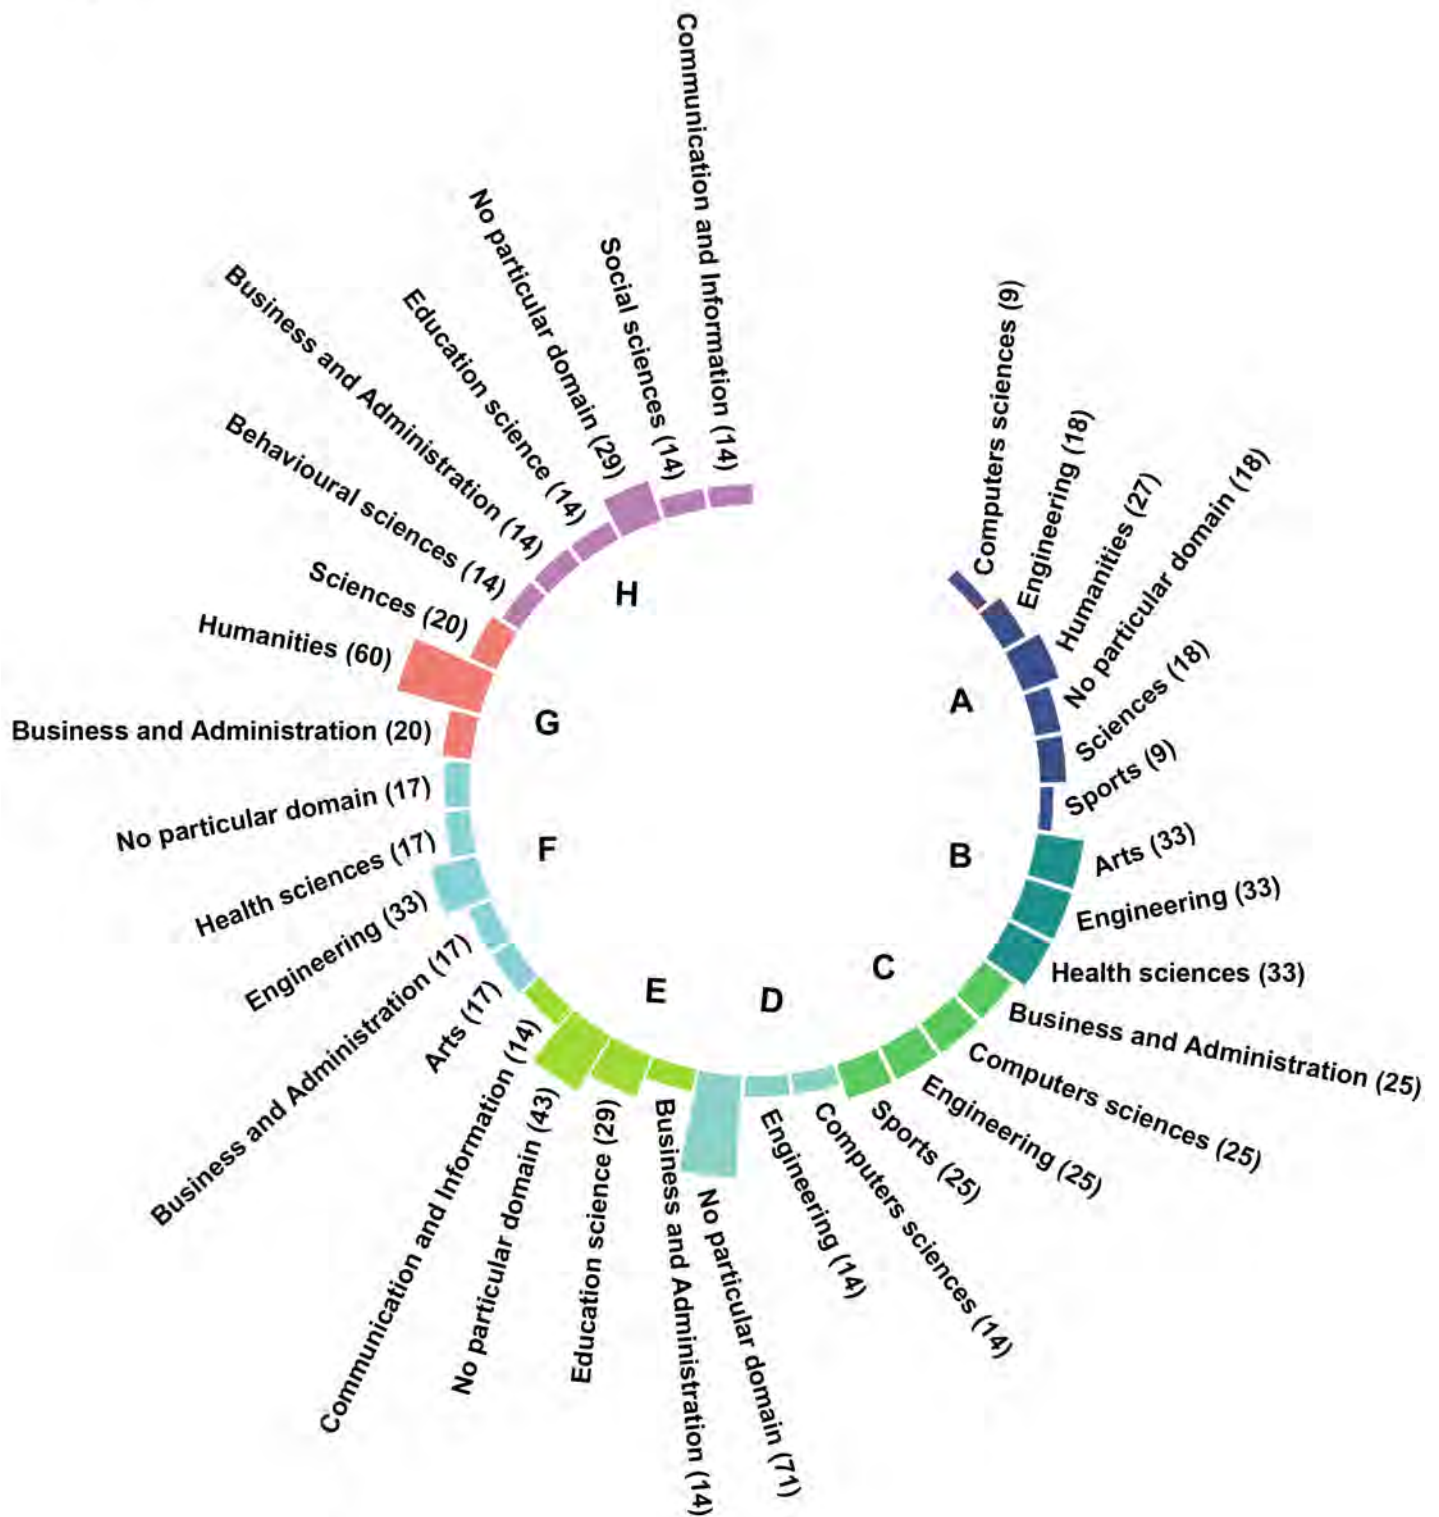 Computers sciences (9)
Engineering (18)
Humanities (27)
No particular domain (18)
Sciences (18)
Sports (9)
A
Arts (33)
Engineering (33)
Health sciences (33)
B
Business and Administration (25)
Computers sciences (25)
Engineering (25)
Sports (25)
C
Computers sciences (14)
Engineering (14)
No particular domain (71)
D
Business and Administration (14)
Education science (29)
No particular domain (43)
Communication and Information (14)
E
Arts (17)
Business and Administration (17)
Engineering (33)
Health sciences (17)
No particular domain (17)
F
Business and Administration (20)
Humanities (60)
Sciences (20)
G
Behavioural sciences (14)
Business and Administration (14)
Education science (14)
No particular domain (29)
Social sciences (14)
Communication and Information (14)
H